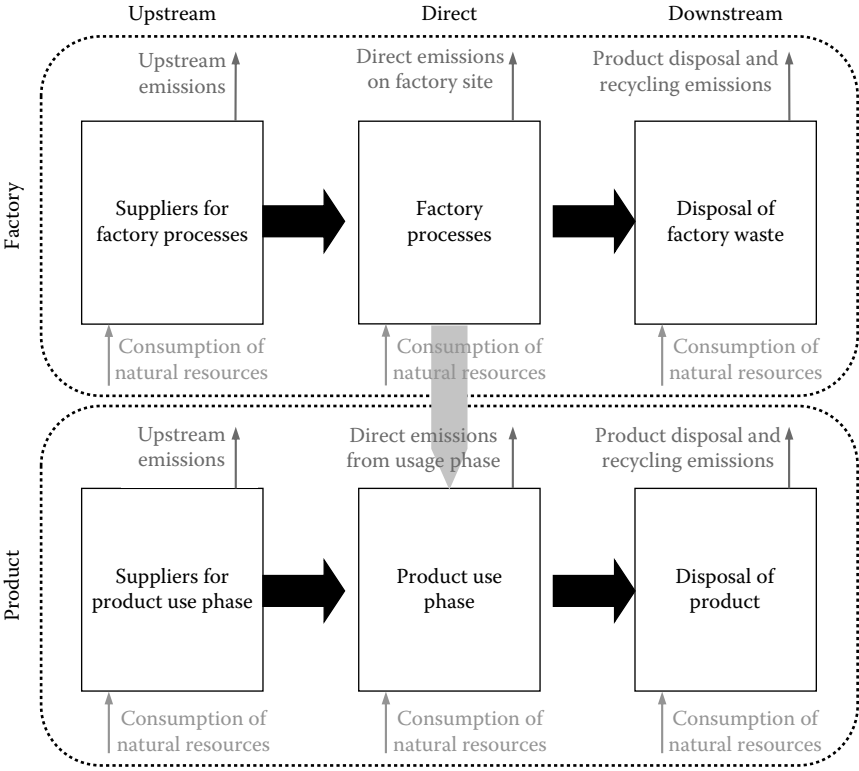 Upstream
Direct
Downstream
Factory
Upstream
emissions
Direct emissions
on factory site
Product disposal and
recycling emissions
Suppliers for
factory processes
Factory
processes
Disposal of
factory waste
Consumption of
natural resources
Consumption of
natural resources
Consumption of
natural resources
Product
Upstream
emissions
Direct emissions
from usage phase
Product disposal and
recycling emissions
Suppliers for
product use phase
Product use
phase
Disposal of
product
Consumption of
natural resources
Consumption of
natural resources
Consumption of
natural resources